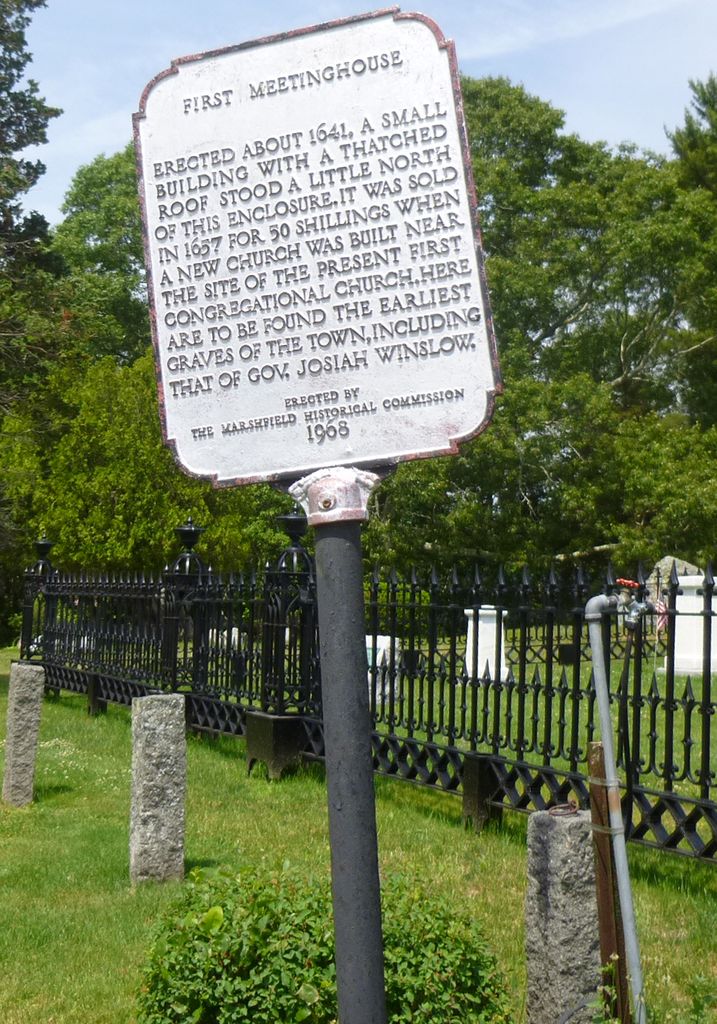 FIRST MEETINGHOUSE
ERECTED ABOUT 1641, A SMALL
BUILDING WITH A THATCHED
ROOF STOOD A LITTLE NORTH
OF THIS ENCLOSURE. IT WAS SOLD
IN 1657 FOR 50 SHILLINGS WHEN
A NEW CHURCH WAS BUILT NEAR
THE SITE OF THE PRESENT FIRST
CONGREGATIONAL CHURCH. HERE
ARE TO BE FOUND THE EARLIEST
GRAVES OF THE TOWN, INCLUDING
THAT OF GOV. JOSIAH WINSLOW.
ERECTED BY
THE MARSHFIELD HISTORICAL COMMISSION
1968